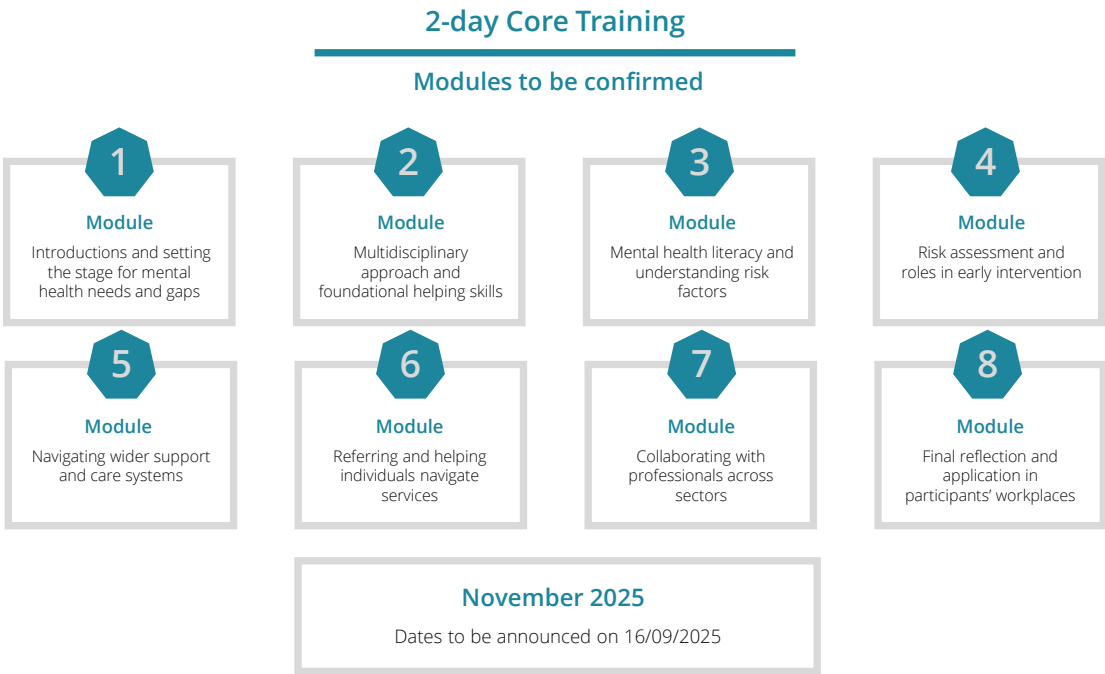 2-day Core Training
Modules to be confirmed
1
Module
Introductions and setting
the stage for mental
health needs and gaps
2
Module
Multidisciplinary
approach and
foundational helping skills
3
Module
Mental health literacy and
understanding risk
factors
4
Module
Risk assessment and
roles in early intervention
5
Module
Navigating wider support
and care systems
6
Module
Referring and helping
individuals navigate
services
7
Module
Collaborating with
professionals across
sectors
8
Module
Final reflection and
application in
participants’ workplaces
November 2025
Dates to be announced on 16/09/2025